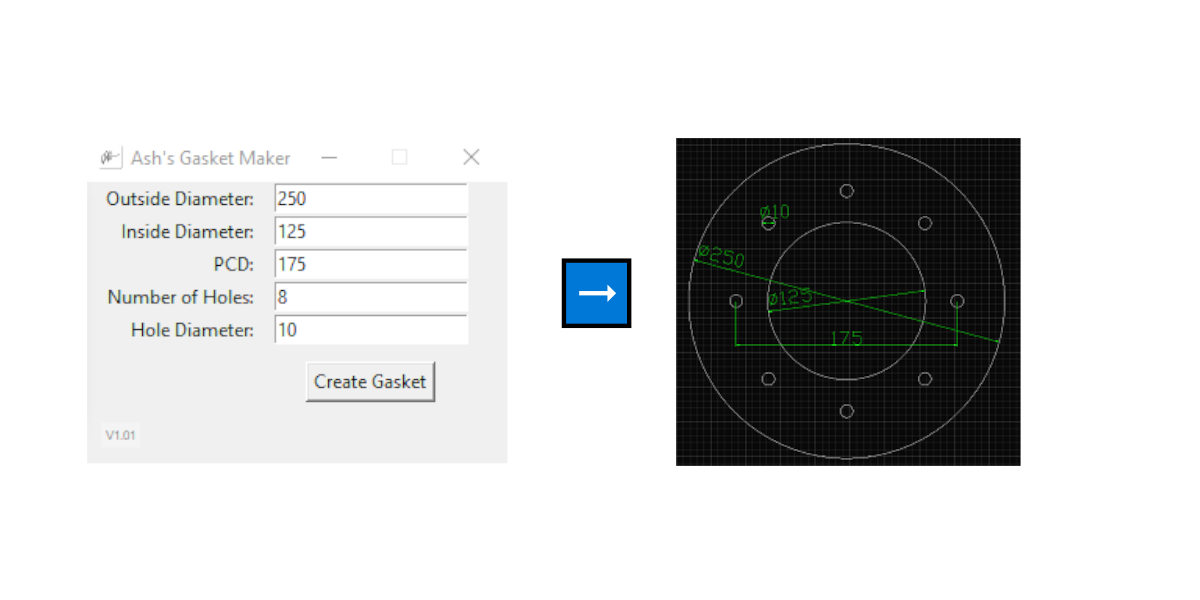 Ash's Gasket Maker
Outside Diameter: 250
Inside Diameter: 125
PCD: 175
Number of Holes: 8
Hole Diameter: 10
Create Gasket
V1.01
Ø10
Ø250
Ø125
175